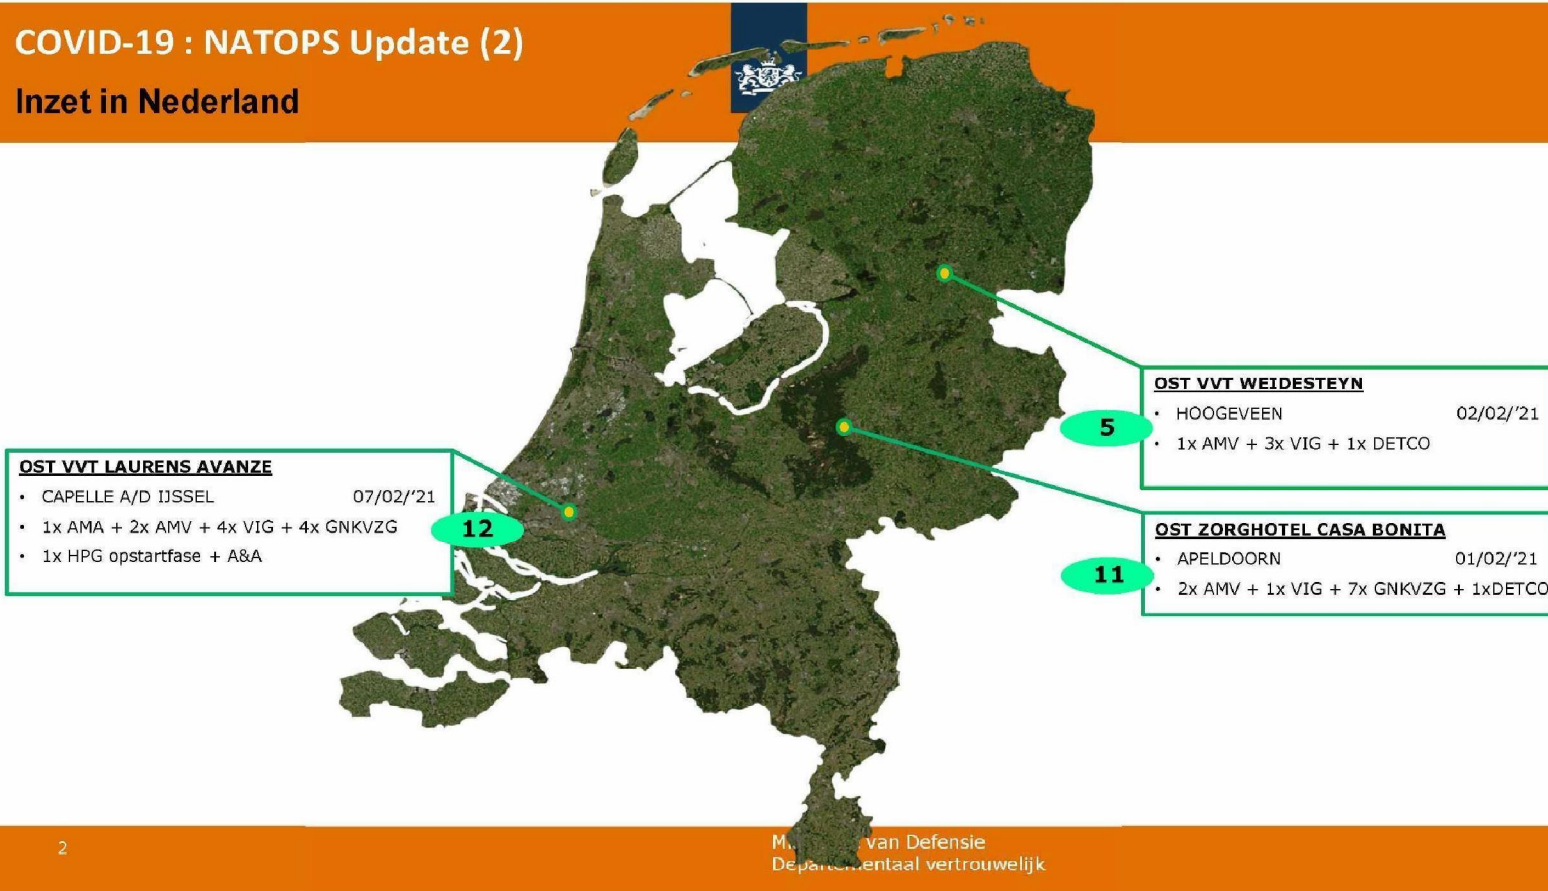 COVID-19 : NATOPS Update (2)
Inzet in Nederland
OST VVT WEIDESTEYN
• HOOGEVEEN 02/02/'21
• 1x AMV + 3x VIG + 1x DETCO
5
OST VVT LAURENS AVANZE
• CAPELLE A/D IJSSEL 07/02/'21
• 1x AMA + 2x AMV + 4x VIG + 4x GNKVZG
• 1x HPG opstartfase + A&A
12
OST ZORGHOTEL CASA BONITA
• APELDOORN 01/02/'21
• 2x AMV + 1x VIG + 7x GNKVZG + 1xDETCO
11
2
van Defensie
vertrouwelijk